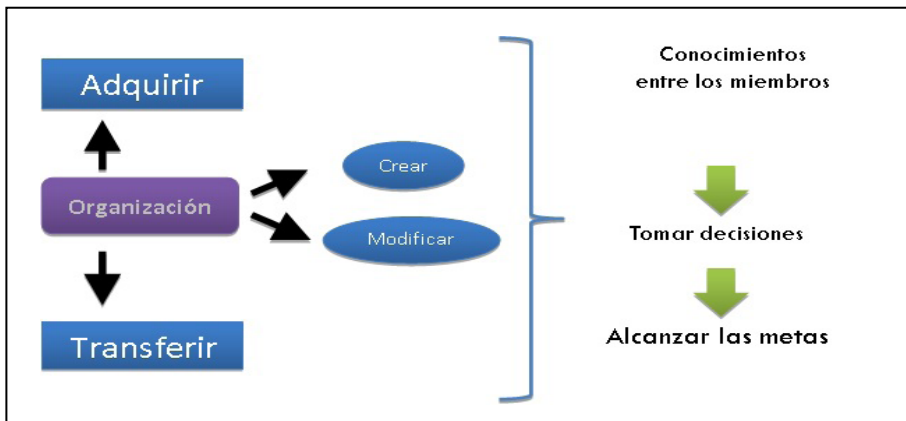 Adquirir
Organización
Transferir
Crear
Modificar
Conocimientos
entre los miembros
Tomar decisiones
Alcanzar las metas